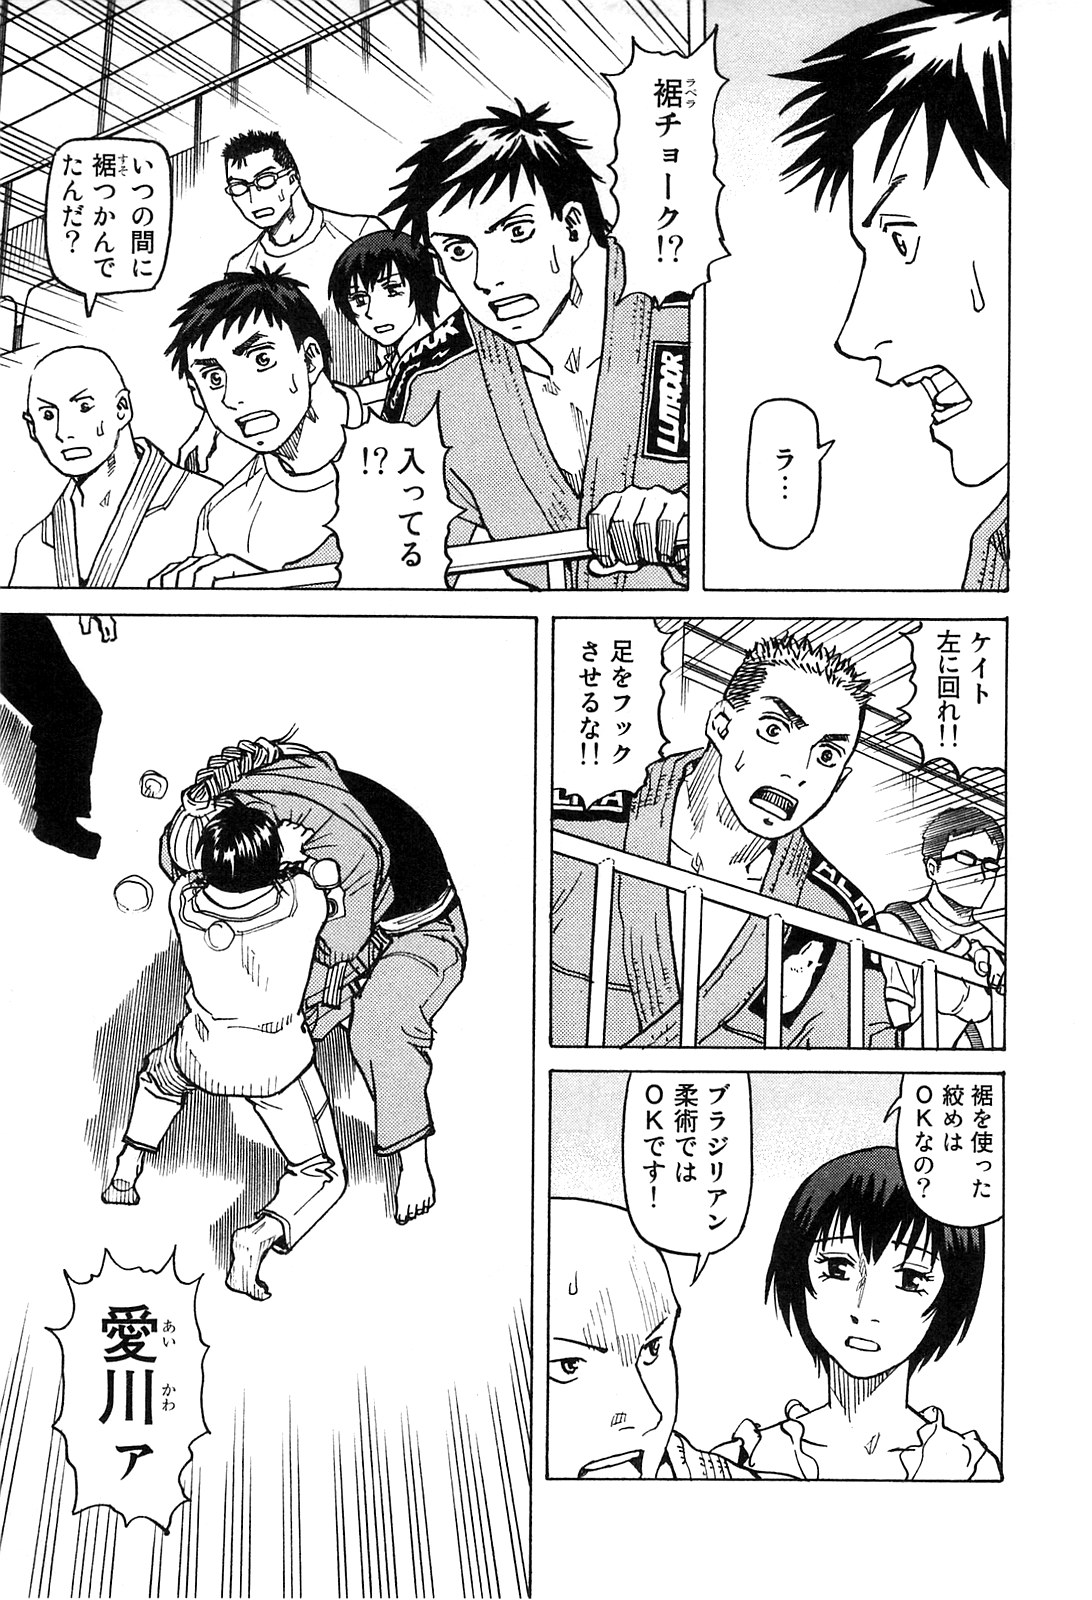 ラ…
裾チョーク!?
ラペラ
入ってる
!?
いつの間に
裾つかんで
すそ
たんだ?
LUTADOR
ケイト
左に回れ!!
足をフック
させるな!!
裾を使った
絞めは
OKなの?
ブラジリアン
柔術では
OKです!
愛川ァ
あい かわ